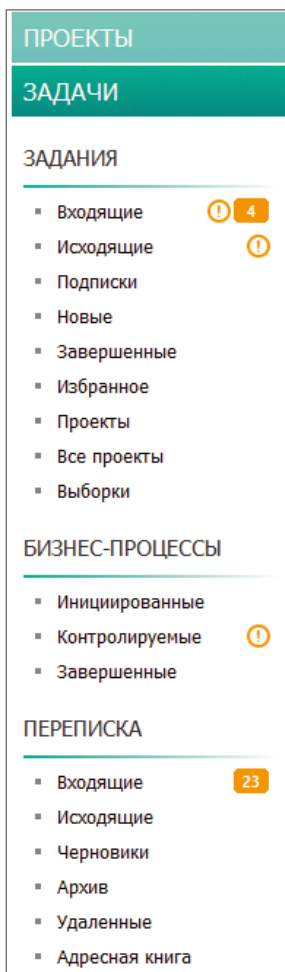 ПРОЕКТЫ
ЗАДАЧИ
ЗАДАНИЯ
Входящие ! 4
Исходящие !
Подписки
Новые
Завершенные
Избранное
Проекты
Все проекты
Выборки
БИЗНЕС-ПРОЦЕССЫ
Инициированные
Контролируемые !
Завершенные
ПЕРЕПИСКА
Входящие 23
Исходящие
Черновики
Архив
Удаленные
Адресная книга